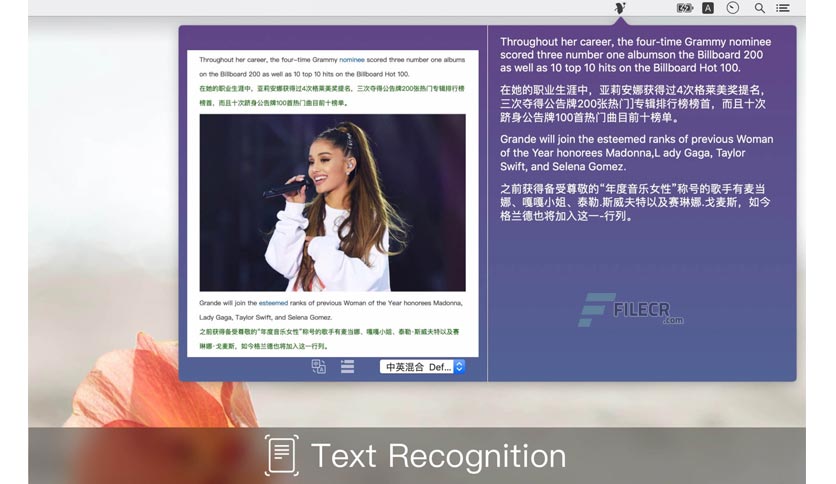 A
Throughout her career, the four-time Grammy nominee scored three number one albums
on the Billboard 200 as well as 10 top 10 hits on the Billboard Hot 100.
在她的职业生涯中，亚莉安娜获得过4次格莱美奖提名，三次夺得公告牌200张热门专辑排行榜
榜首，而且十次跻身公告牌100首热门曲目前十榜单。
Grande will join the esteemed ranks of previous Woman of the Year honorees Madonna,
Lady Gaga, Taylor Swift, and Selena Gomez.
之前获得备受尊敬的“年度音乐女性”称号的歌手有麦当娜、嘎嘎小姐、泰勒·斯威夫特以及赛
琳娜·戈麦斯，如今格兰德也将加入这一行列。
中英混合 Def...
Throughout her career, the four-time Grammy nominee
scored three number one albumson the Billboard 200
as well as 10 top 10 hits on the Billboard Hot 100.
在她的职业生涯中，亚莉安娜获得过4次格莱美奖提名，
三次夺得公告牌200张热门]专辑排行榜榜首，而且十次
跻身公告牌100首热门曲目前十榜单。
Grande will join the esteemed ranks of previous Woman
of the Year honorees Madonna,L ady Gaga, Taylor
Swift, and Selena Gomez.
之前获得备受尊敬的“年度音乐女性”称号的歌手有麦当
娜、嘎嘎小姐、泰勒.斯威夫特以及赛琳娜.戈麦斯，如今
格兰德也将加入这一-行列。
FILECR
.com
Text Recognition